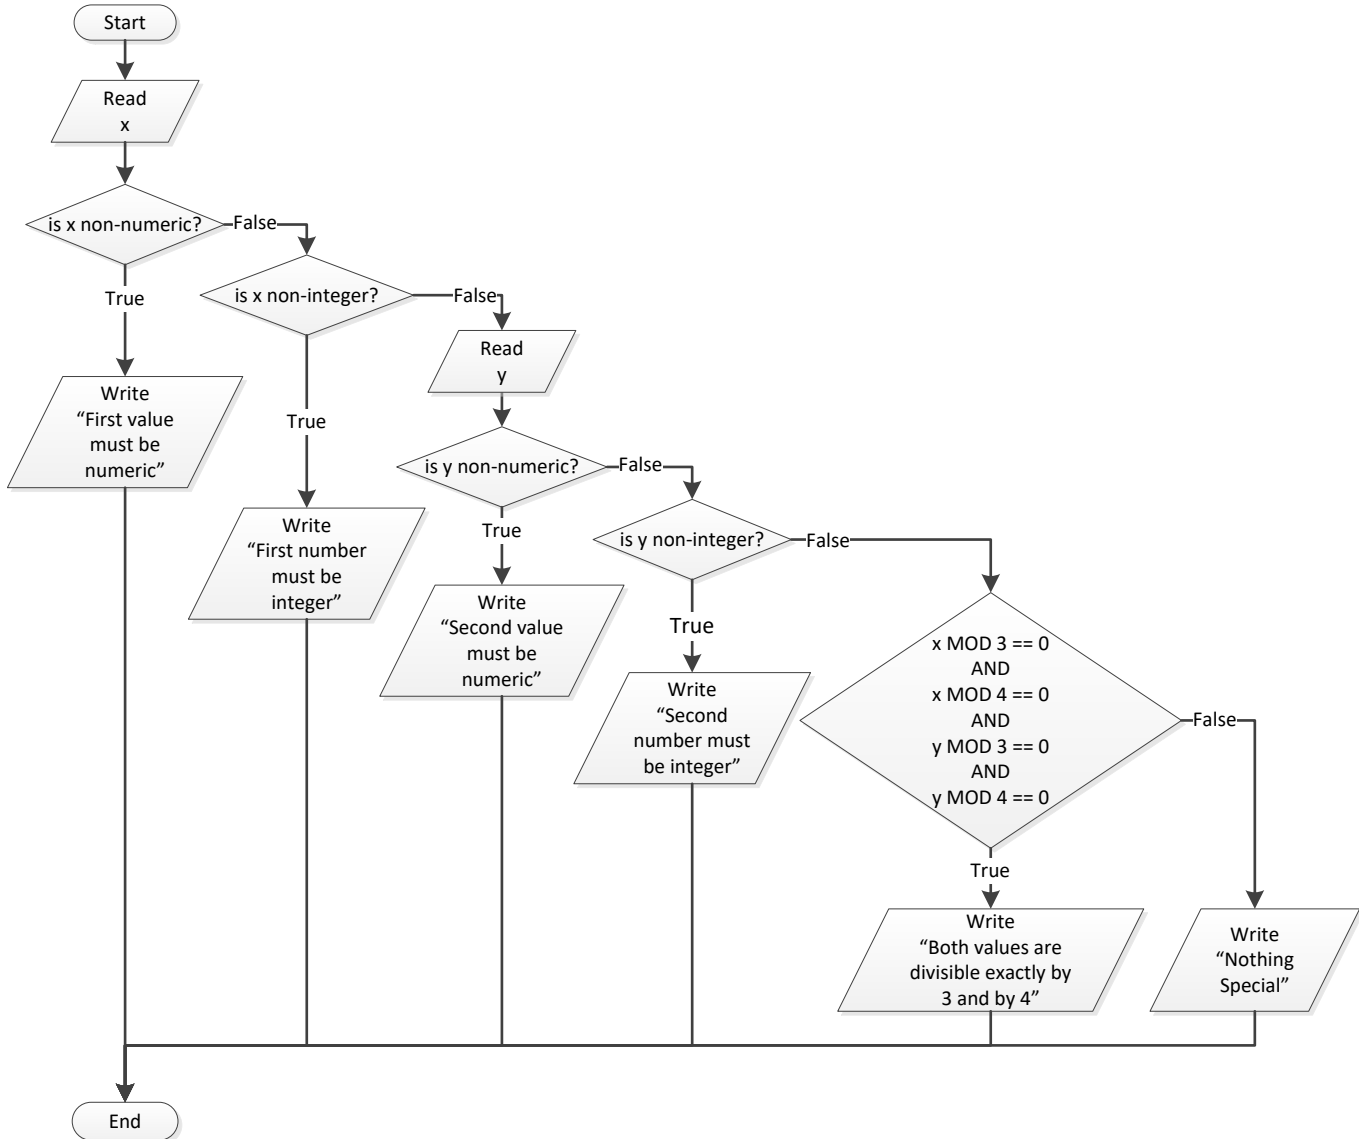 Start
Read
x
is x non-numeric?
False
True
is x non-integer?
False
Read
y
Write
“First value
must be
numeric”
True
is y non-numeric?
False
Write
“First number
must be
integer”
True
is y non-integer?
False
Write
“Second value
must be
numeric”
True
x MOD 3 == 0
AND
x MOD 4 == 0
AND
y MOD 3 == 0
AND
y MOD 4 == 0
False
Write
“Second
number must
be integer”
True
Write
“Both values are
divisible exactly by
3 and by 4”
Write
“Nothing
Special”
End